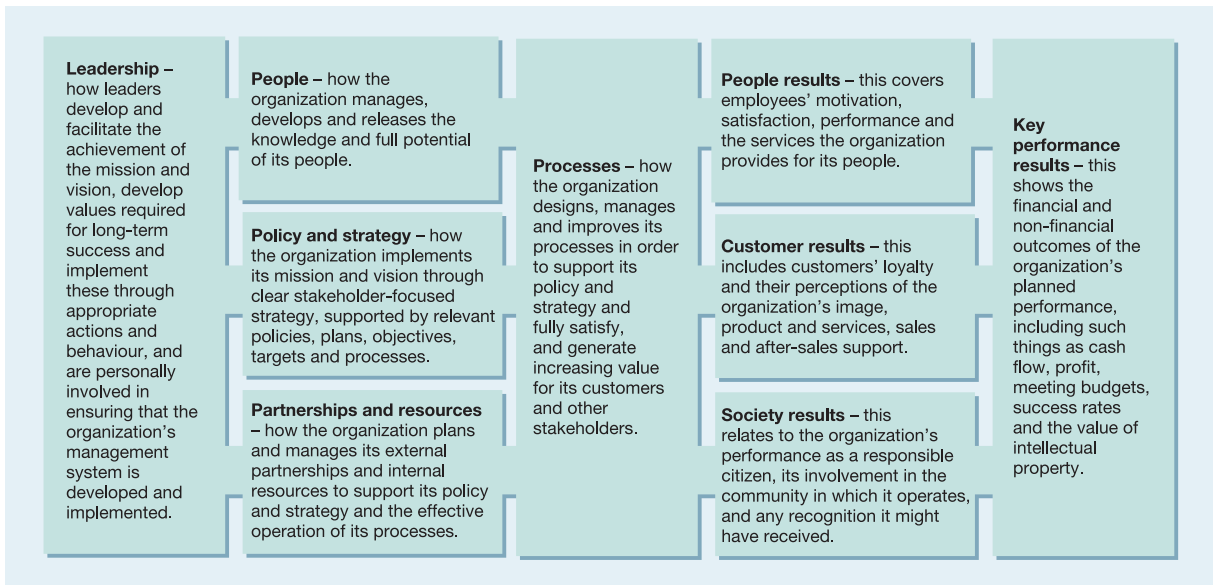 Leadership –
how leaders
develop and
facilitate the
achievement of
the mission and
vision, develop
values required
for long-term
success and
implement
these through
appropriate
actions and
behaviour, and
are personally
involved in
ensuring that the
organization’s
management
system is
developed and
implemented.
People – how the
organization manages,
develops and releases the
knowledge and full potential
of its people.
Policy and strategy – how
the organization implements
its mission and vision through
clear stakeholder-focused
strategy, supported by relevant
policies, plans, objectives,
targets and processes.
Partnerships and resources
– how the organization plans
and manages its external
partnerships and internal
resources to support its policy
and strategy and the effective
operation of its processes.
Processes – how
the organization
designs, manages
and improves its
processes in order
to support its
policy and
strategy and
fully satisfy,
and generate
increasing value
for its customers
and other
stakeholders.
People results – this covers
employees’ motivation,
satisfaction, performance and
the services the organization
provides for its people.
Customer results – this
includes customers’ loyalty
and their perceptions of the
organization’s image,
product and services, sales
and after-sales support.
Society results – this
relates to the organization’s
performance as a responsible
citizen, its involvement in the
community in which it operates,
and any recognition it might
have received.
Key
performance
results – this
shows the
financial and
non-financial
outcomes of the
organization’s
planned
performance,
including such
things as cash
flow, profit,
meeting budgets,
success rates
and the value of
intellectual
property.